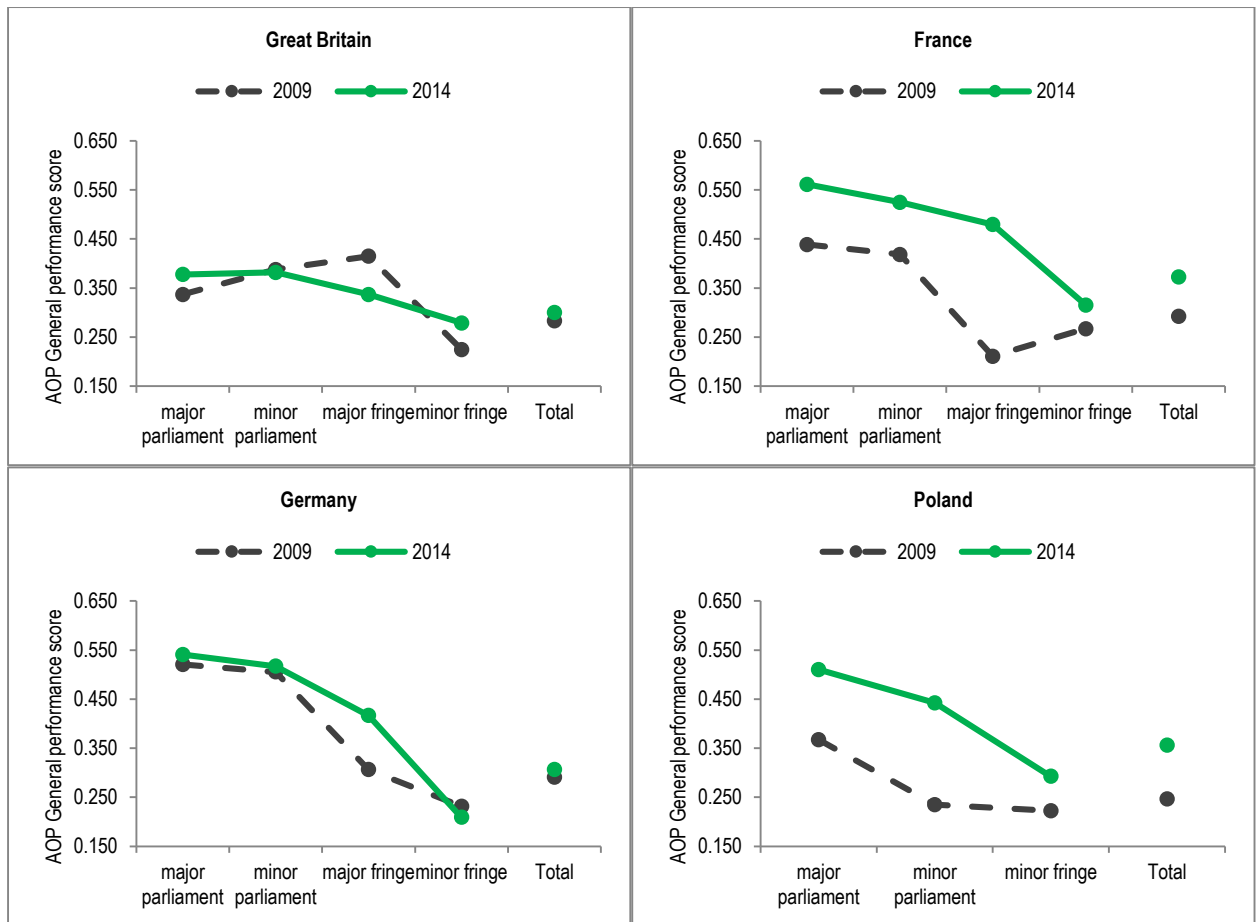 Great Britain
2009 2014
AOP General performance score
0.650
0.550
0.450
0.350
0.250
0.150
major parliament
minor parliament
major fringe
minor fringe
Total
France
2009 2014
AOP General performance score
0.650
0.550
0.450
0.350
0.250
0.150
major parliament
minor parliament
major fringe
minor fringe
Total
Germany
2009 2014
AOP General performance score
0.650
0.550
0.450
0.350
0.250
0.150
major parliament
minor parliament
major fringe
minor fringe
Total
Poland
2009 2014
AOP General performance score
0.650
0.550
0.450
0.350
0.250
0.150
major parliament
minor parliament
minor fringe
Total